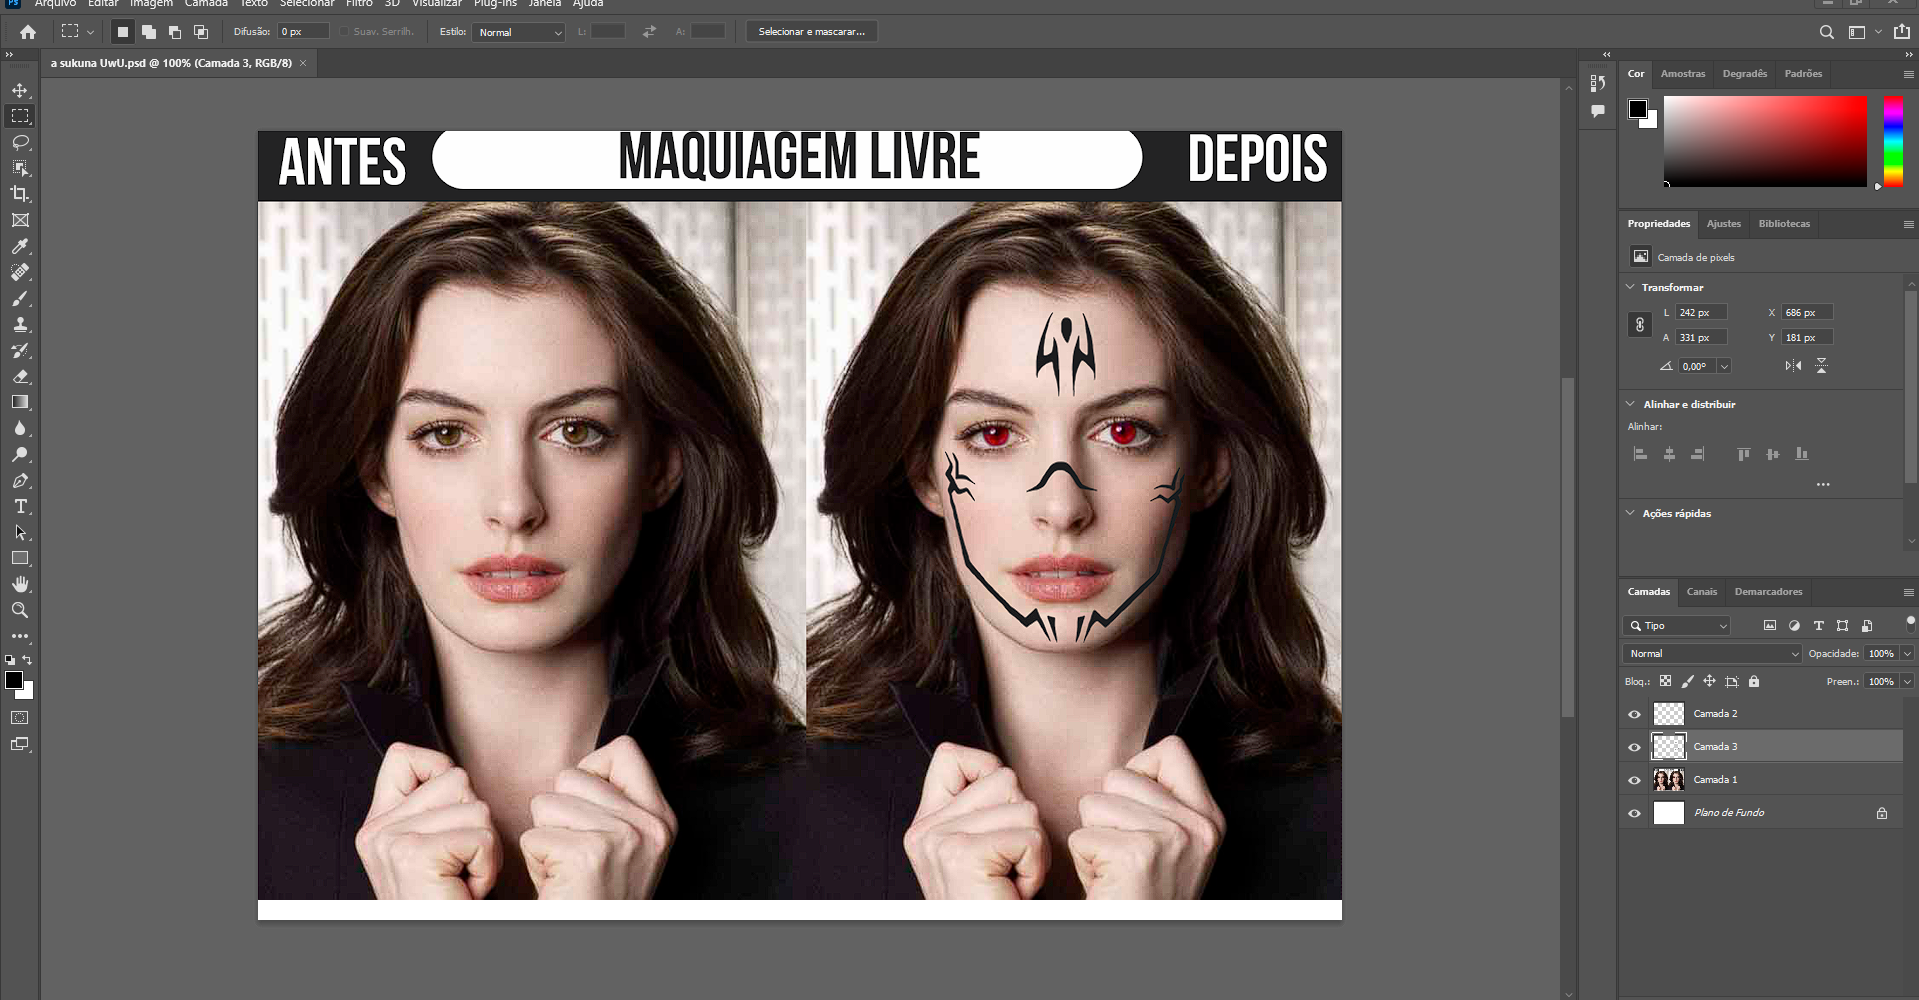 Ps Arquivo Editar Imagem Camada Texto Selecionar Filtro 3D Visualizar Plug-ins Janela Ajuda
Difusão: 0 px Suav. Serrilh. Estilo: Normal L: A: Selecionar e mascarar...
a sukuna UwU.psd @ 100% (Camada 3, RGB/8) ×
ANTES MAQUIAGEM LIVRE DEPOIS
Cor Amostras Degradês Padrões
Propriedades Ajustes Bibliotecas
Camada de pixels
Transformar
L 242 px X 686 px
A 331 px Y 181 px
0,00°
Alinhar e distribuir
Alinhar:
Ações rápidas
Camadas Canais Demarcadores
Tipo
Normal Opacidade: 100%
Bloq.: Preen.: 100%
Camada 2
Camada 3
Camada 1
Plano de Fundo